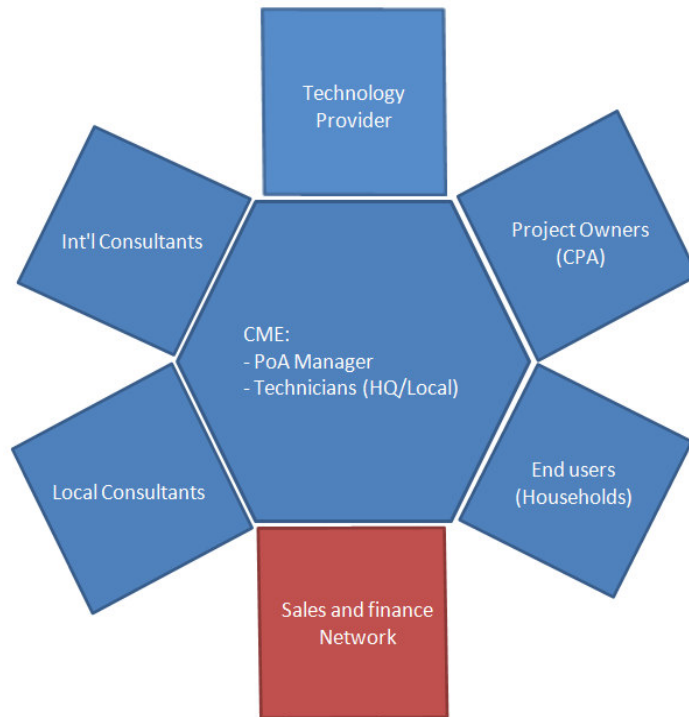 Technology
Provider
Int'l Consultants
Project Owners
(CPA)
CME:
- PoA Manager
- Technicians (HQ/Local)
Local Consultants
End users
(Households)
Sales and finance
Network